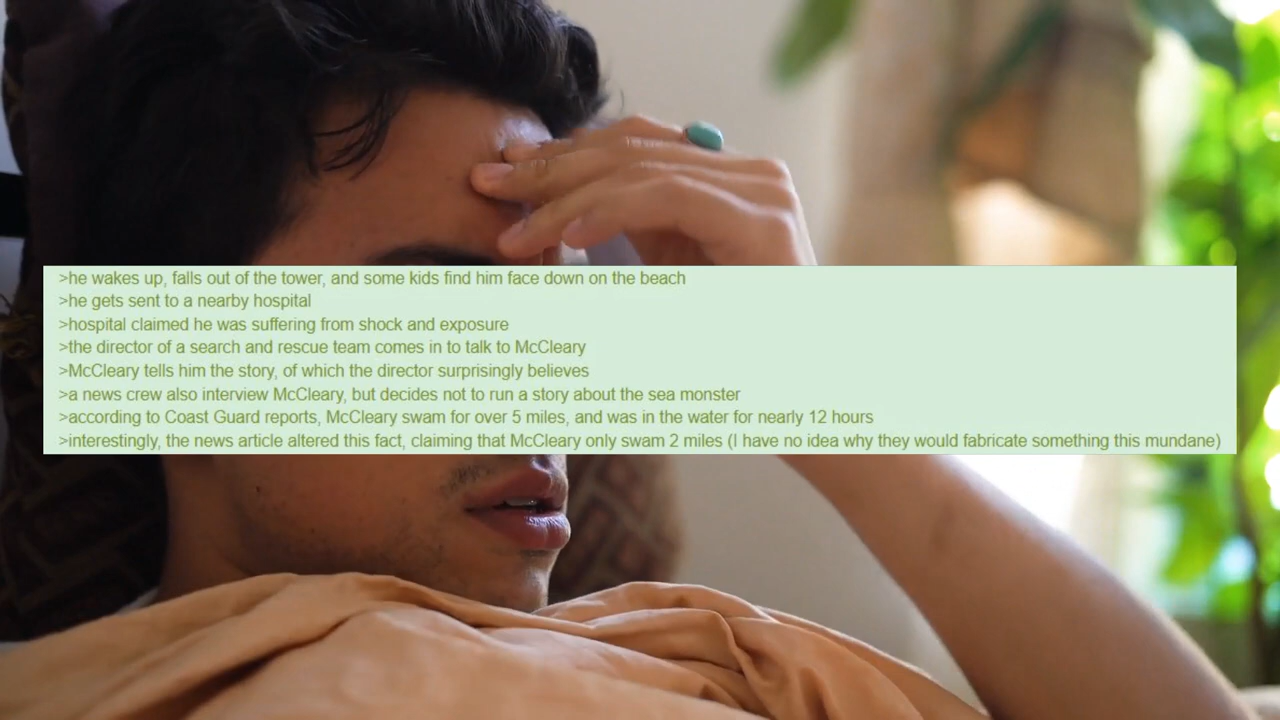 >he wakes up, falls out of the tower, and some kids find him face down on the beach
>he gets sent to a nearby hospital
>hospital claimed he was suffering from shock and exposure
>the director of a search and rescue team comes in to talk to McCleary
>McCleary tells him the story, of which the director surprisingly believes
>a news crew also interview McCleary, but decides not to run a story about the sea monster
>according to Coast Guard reports, McCleary swam for over 5 miles, and was in the water for nearly 12 hours
>interestingly, the news article altered this fact, claiming that McCleary only swam 2 miles (I have no idea why they would fabricate something this mundane)